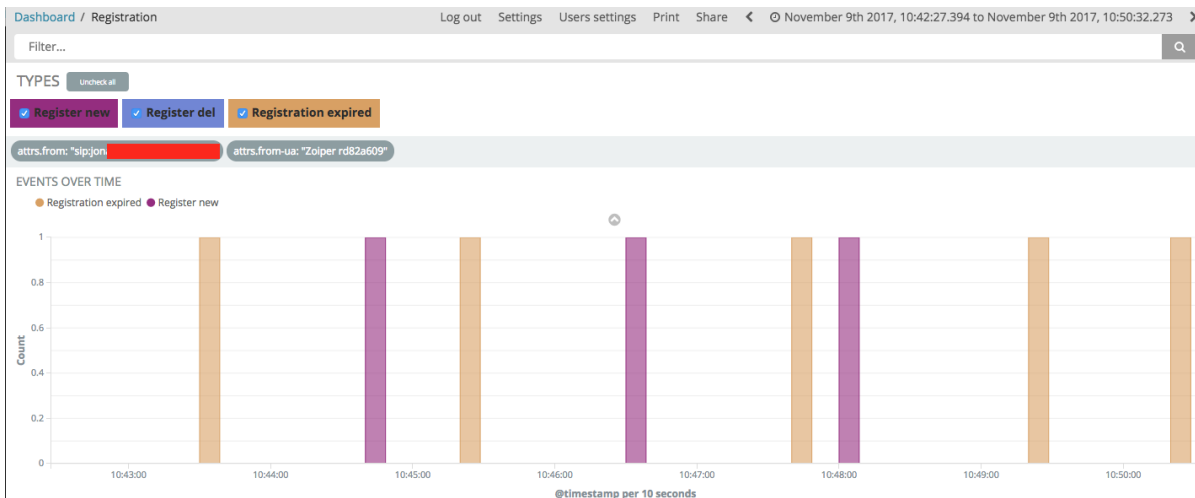 Dashboard / Registration Log out Settings Users settings Print Share November 9th 2017, 10:42:27.394 to November 9th 2017, 10:50:32.273
Filter...
TYPES Uncheck all
Register new Register del Registration expired
attrs.from: "sip:jon attrs.from-ua: "Zoiper rd82a609"
EVENTS OVER TIME
Registration expired Register new
1
0.8
0.6
0.4
0.2
0
Count
10:43:00 10:44:00 10:45:00 10:46:00 10:47:00 10:48:00 10:49:00 10:50:00
@timestamp per 10 seconds